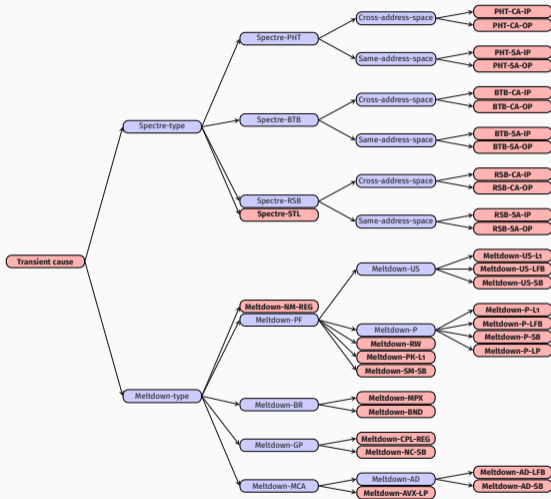 Transient cause
Spectre-type
Spectre-PHT
Cross-address-space
PHT-CA-IP
PHT-CA-OP
Same-address-space
PHT-SA-IP
PHT-SA-OP
Spectre-BTB
Cross-address-space
BTB-CA-IP
BTB-CA-OP
Same-address-space
BTB-SA-IP
BTB-SA-OP
Spectre-RSB
Cross-address-space
RSB-CA-IP
RSB-CA-OP
Same-address-space
RSB-SA-IP
RSB-SA-OP
Spectre-STL
Meltdown-type
Meltdown-NM-REG
Meltdown-PF
Meltdown-US
Meltdown-US-L1
Meltdown-US-LFB
Meltdown-US-SB
Meltdown-P
Meltdown-P-L1
Meltdown-P-LFB
Meltdown-P-SB
Meltdown-P-LP
Meltdown-RW
Meltdown-PK-L1
Meltdown-SM-SB
Meltdown-BR
Meltdown-MPX
Meltdown-BND
Meltdown-GP
Meltdown-CPL-REG
Meltdown-NC-SB
Meltdown-MCA
Meltdown-AD
Meltdown-AD-LFB
Meltdown-AD-SB
Meltdown-AVX-LP